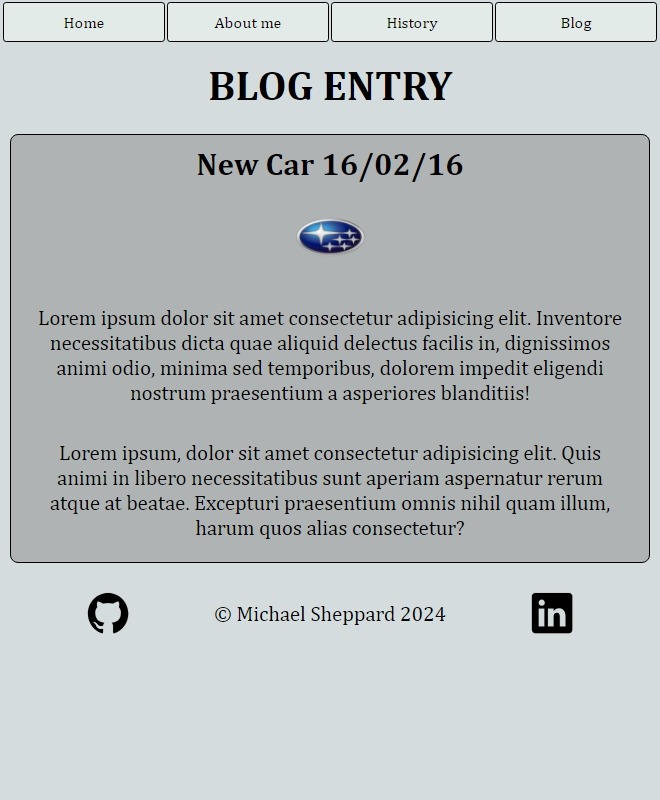 Home About me History Blog
BLOG ENTRY
New Car 16/02/16
Lorem ipsum dolor sit amet consectetur adipisicing elit. Inventore
necessitatibus dicta quae aliquid delectus facilis in, dignissimos
animi odio, minima sed temporibus, dolorem impedit eligendi
nostrum praesentium a asperiores blanditiis!
Lorem ipsum, dolor sit amet consectetur adipisicing elit. Quis
animi in libero necessitatibus sunt aperiam aspernatur rerum
atque at beatae. Excepturi praesentium omnis nihil quam illum,
harum quos alias consectetur?
© Michael Sheppard 2024 in